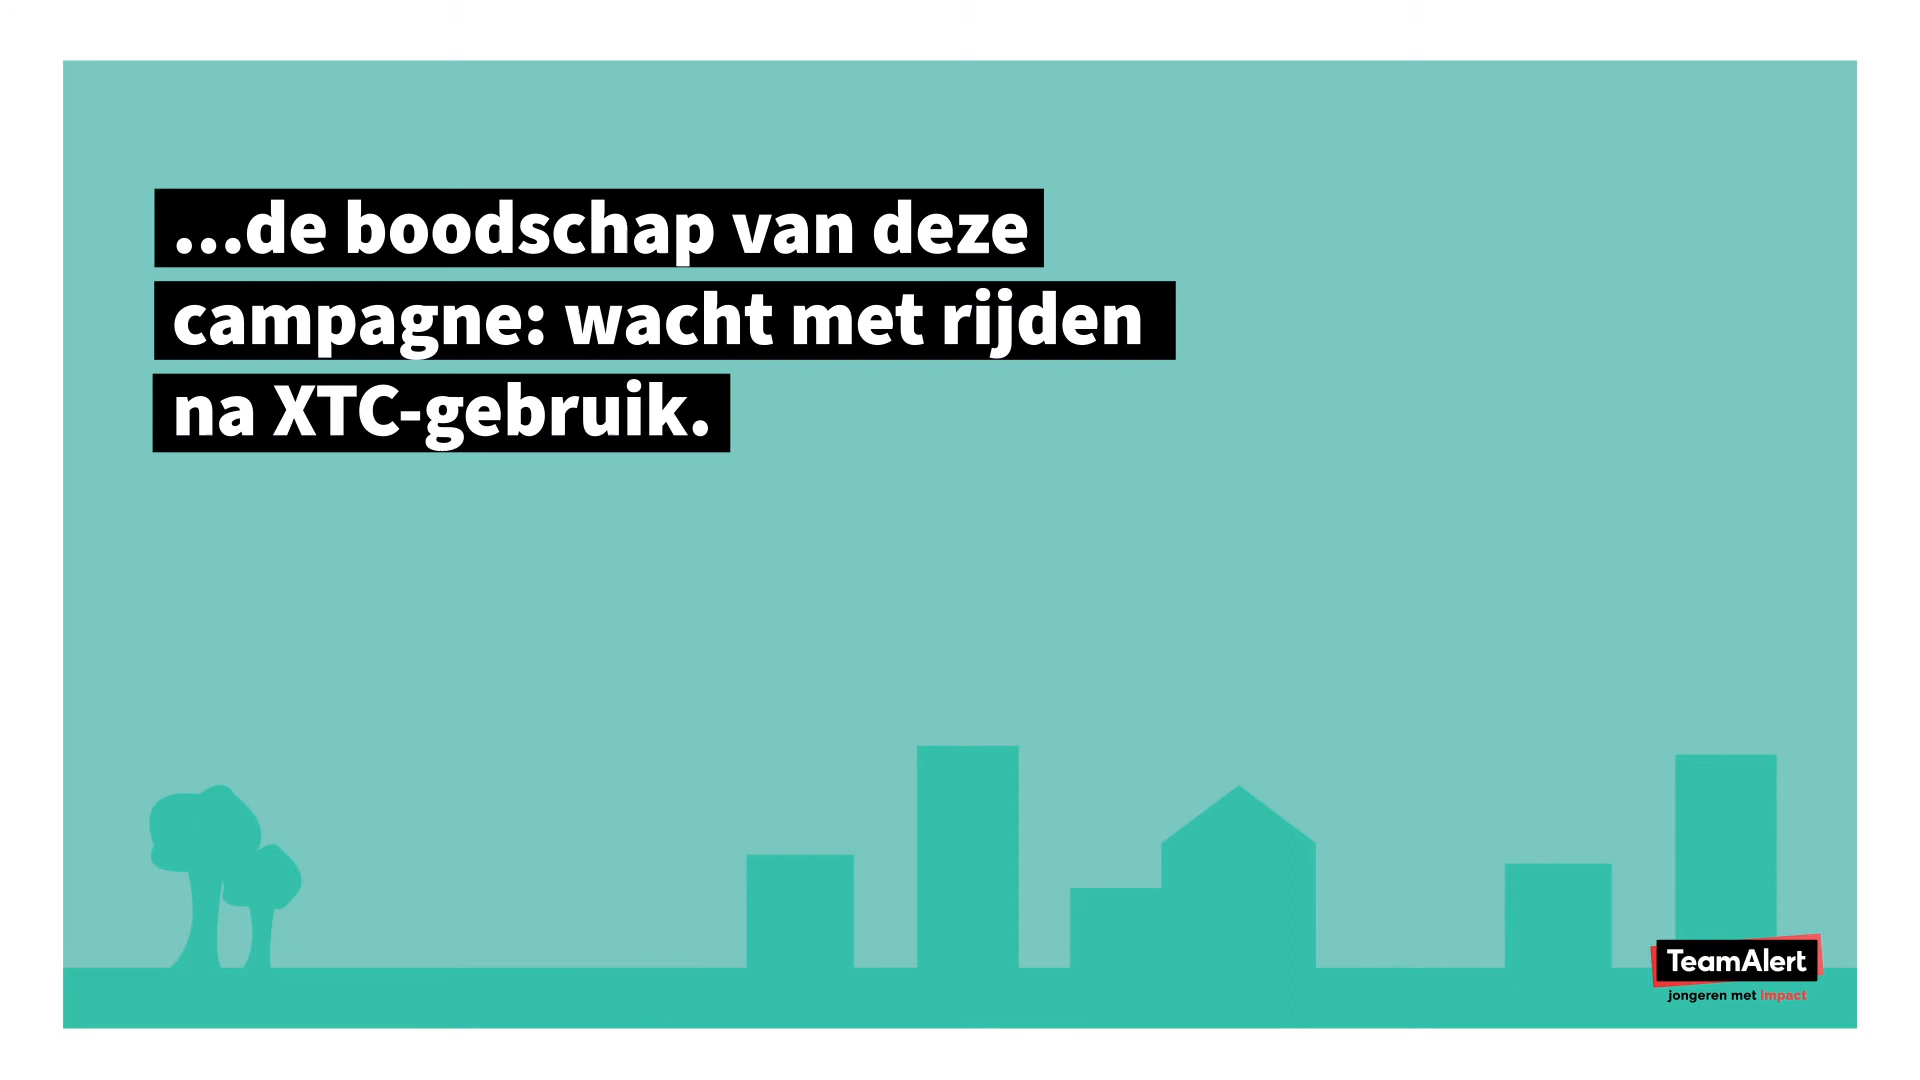 ...de boodschap van deze
campagne: wacht met rijden
na XTC-gebruik.
TeamAlert
jongeren met impact